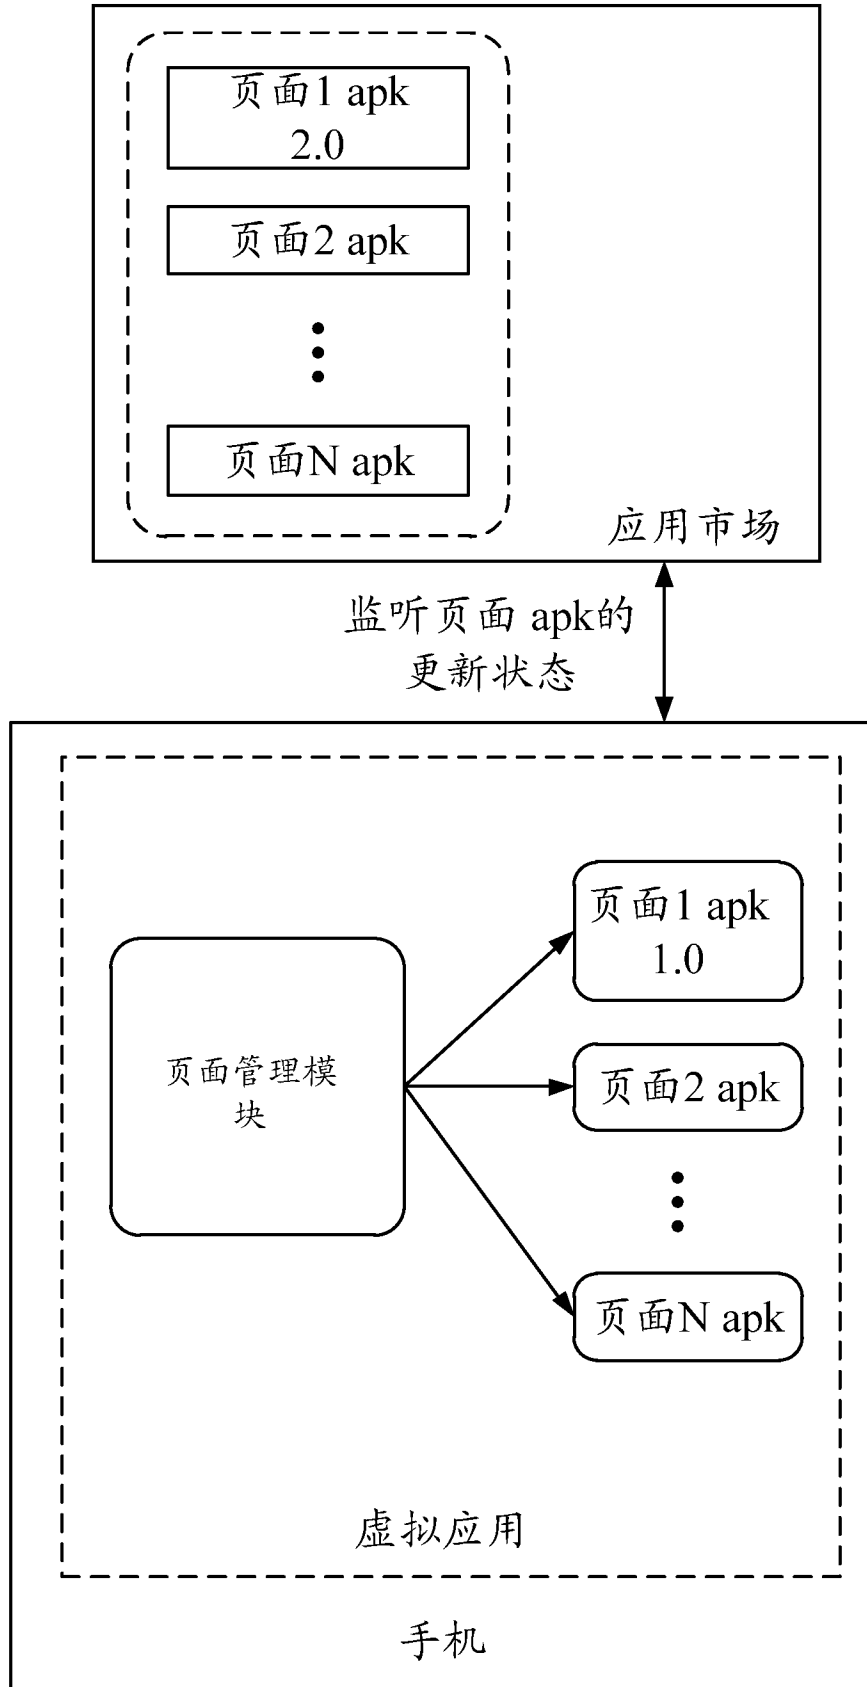 页面1 apk
2.0
页面2 apk
页面N apk
应用市场
监听页面 apk的
更新状态
页面1 apk
1.0
页面管理模
块
页面2 apk
页面N apk
虚拟应用
手机